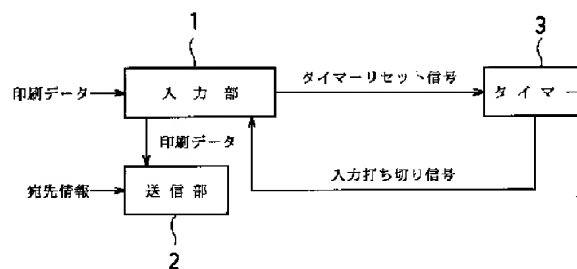 1
3
タイマーリセット信号
印刷データ
入力部
タイマー
印刷データ
入力打ち切り信号
宛先情報
送信部
2